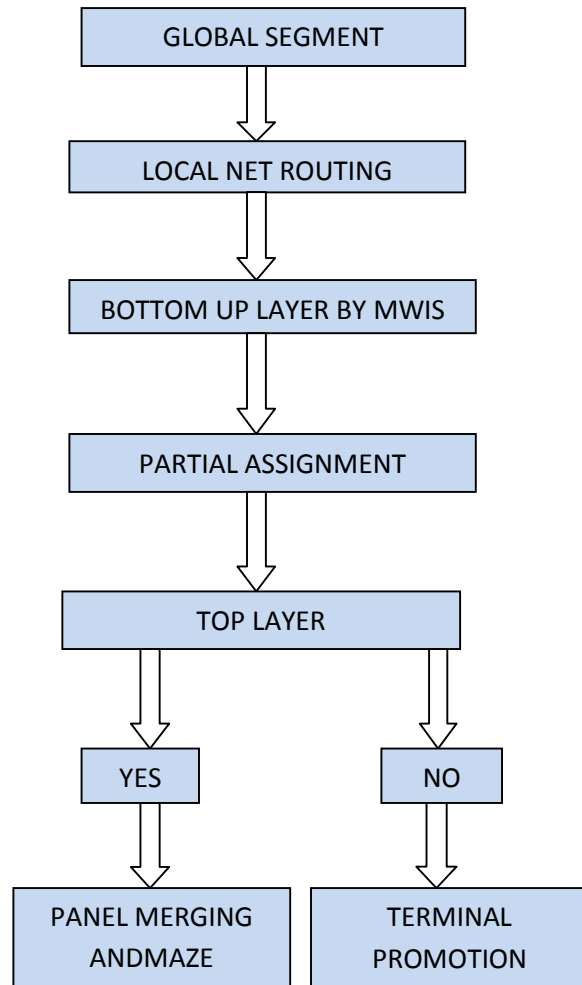 GLOBAL SEGMENT
LOCAL NET ROUTING
BOTTOM UP LAYER BY MWIS
PARTIAL ASSIGNMENT
TOP LAYER
YES
NO
PANEL MERGING
ANDMAZE
TERMINAL
PROMOTION